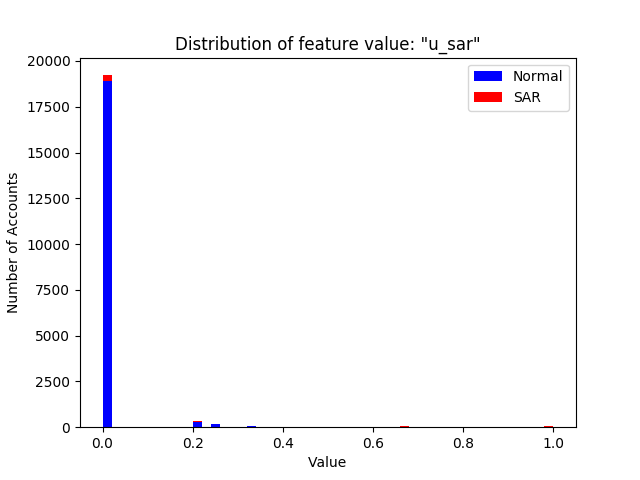 Distribution of feature value: "u_sar"
Normal
SAR
20000
17500
15000
12500
10000
7500
5000
2500
0
Number of Accounts
0.0 0.2 0.4 0.6 0.8 1.0
Value